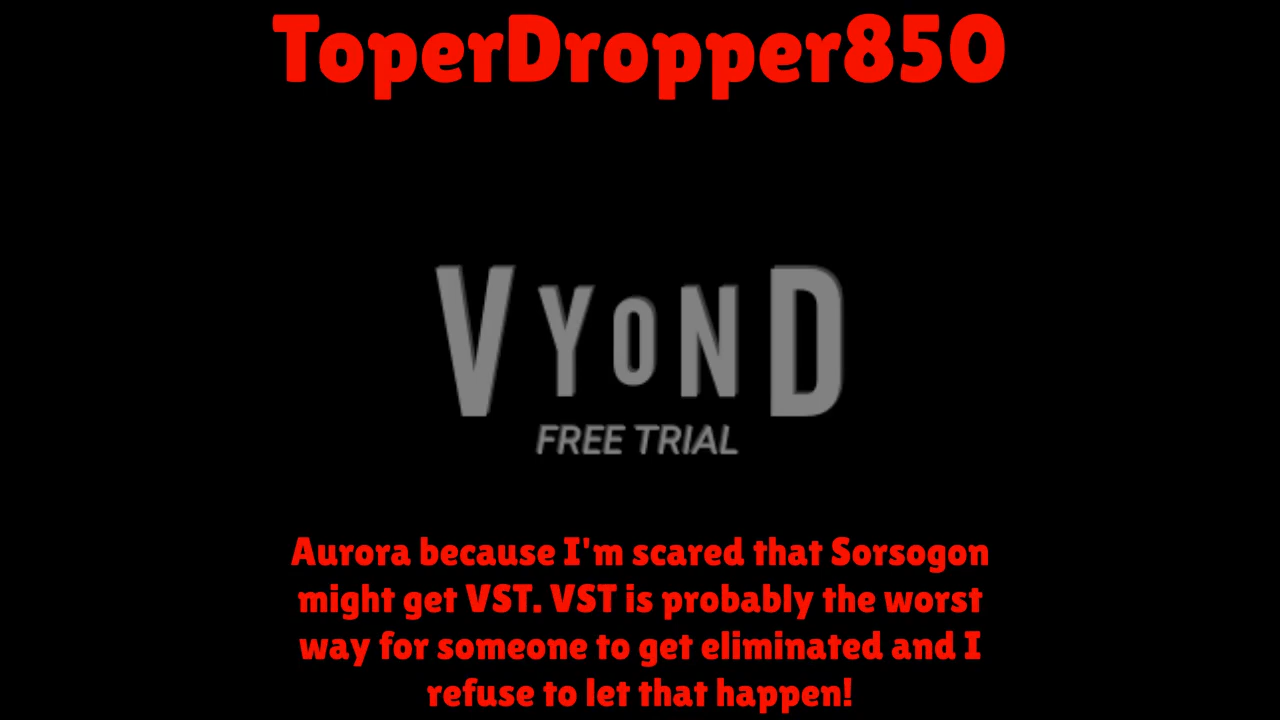 ToperDropper850
VYOND
FREE TRIAL
Aurora because I'm scared that Sorsogon
might get VST. VST is probably the worst
way for someone to get eliminated and I
refuse to let that happen!